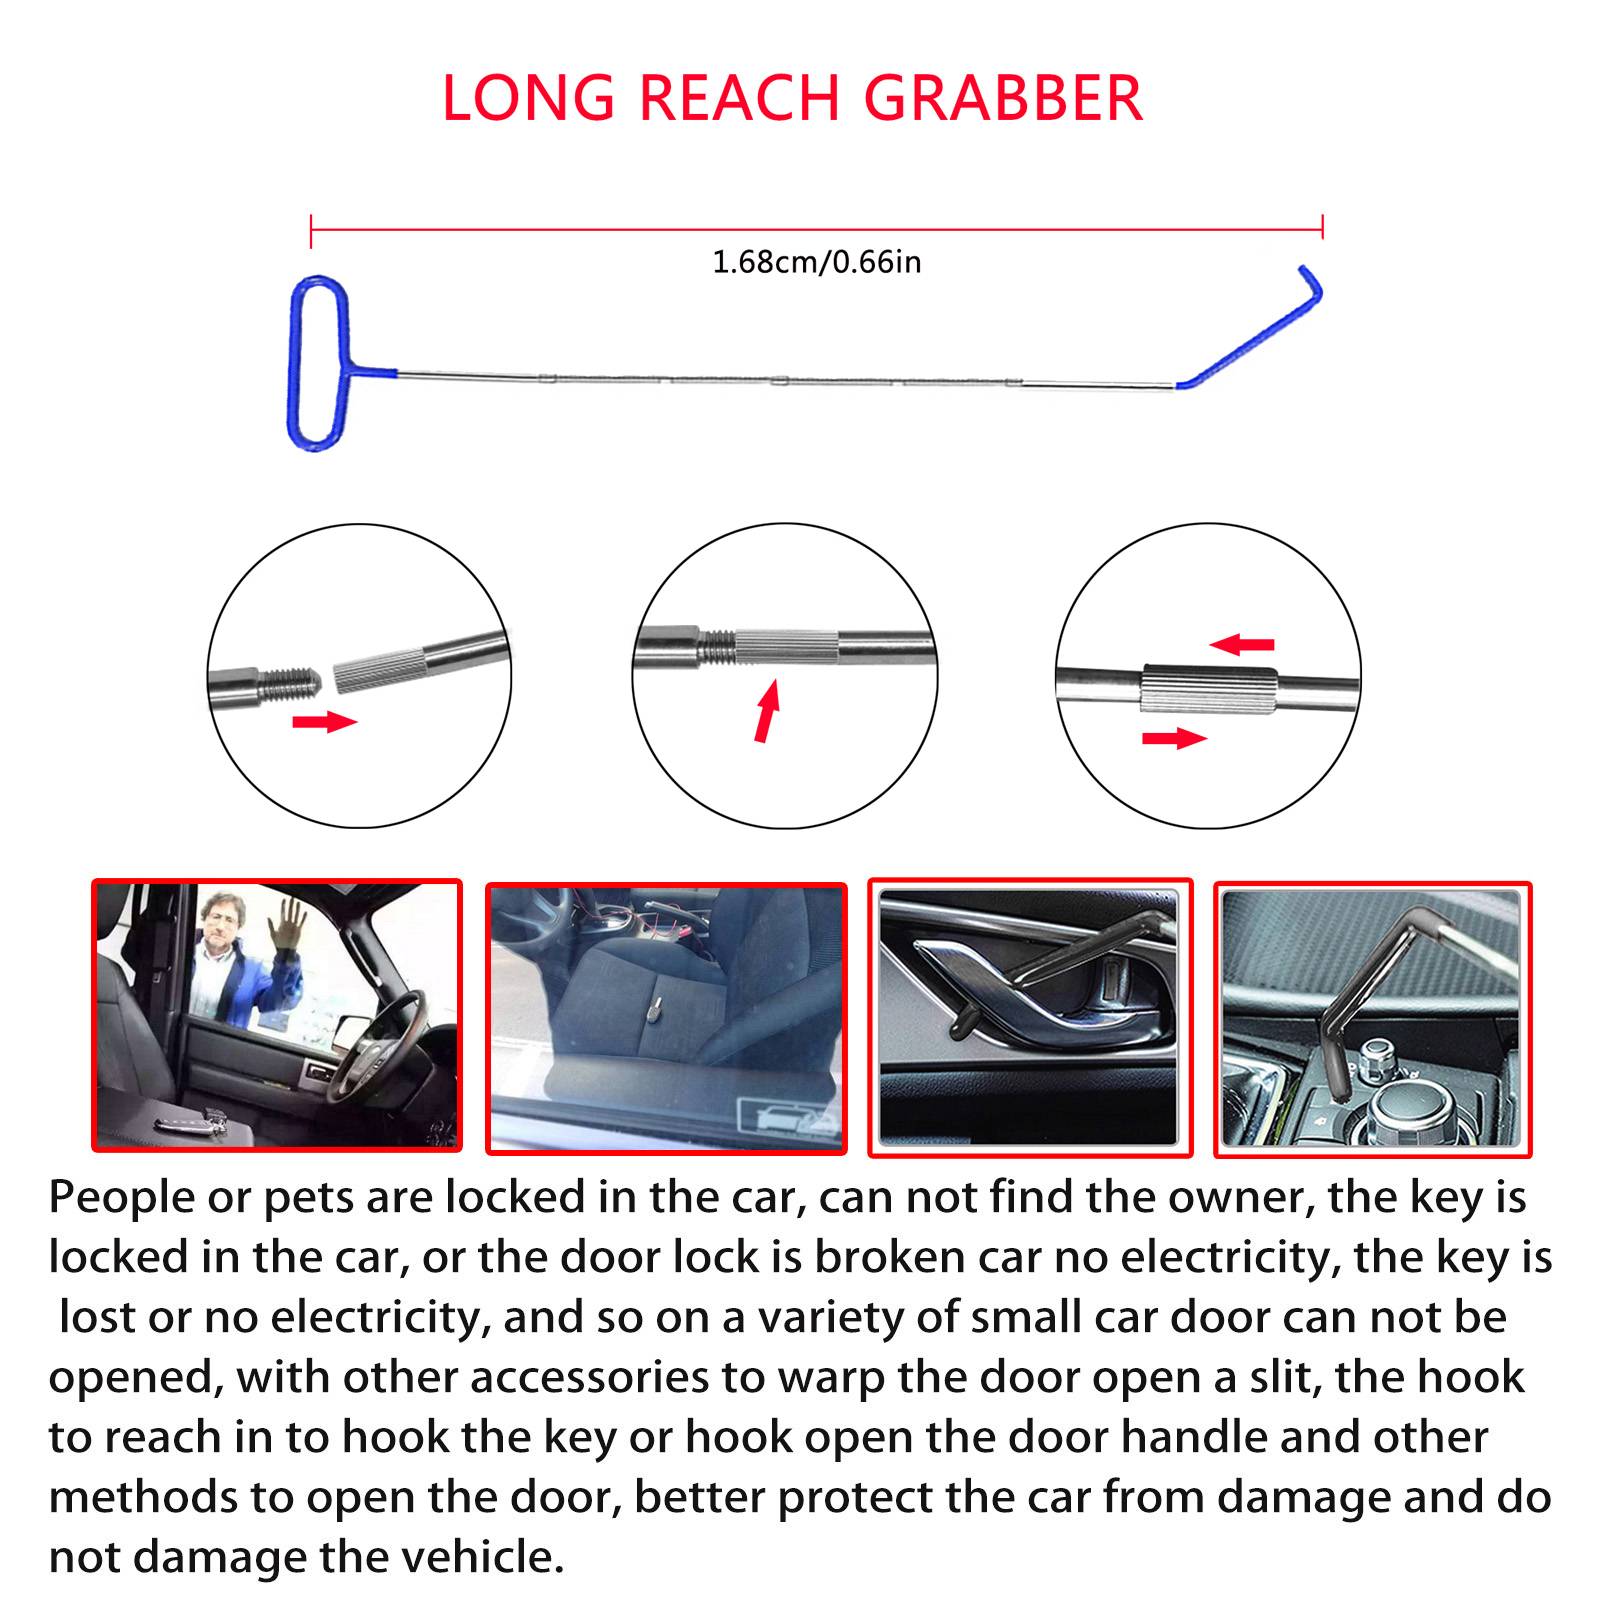 LONG REACH GRABBER
1.68cm/0.66in
People or pets are locked in the car, can not find the owner, the key is
locked in the car, or the door lock is broken car no electricity, the key is
lost or no electricity, and so on a variety of small car door can not be
opened, with other accessories to warp the door open a slit, the hook
to reach in to hook the key or hook open the door handle and other
methods to open the door, better protect the car from damage and do
not damage the vehicle.